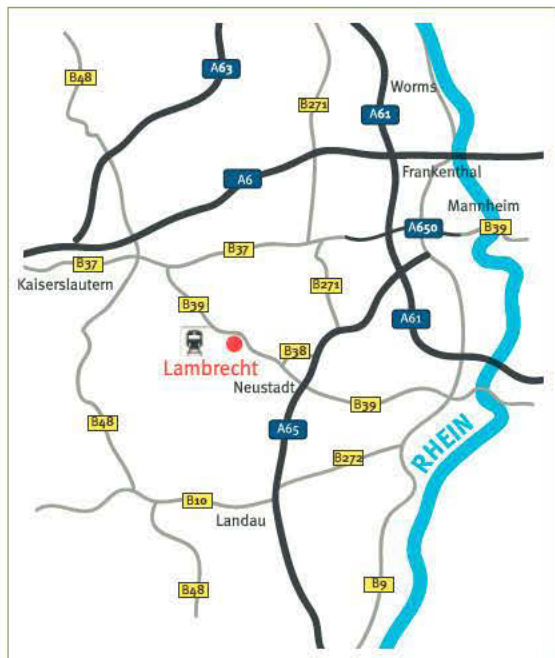 A63
B48
B271
Worms
A61
A6
Frankenthal
Mannheim
A650
B39
B37
B37
Kaiserslautern
B271
B39
A61
B38
Lambrecht
Neustadt
B39
B48
A65
RHEIN
B272
B10
Landau
B48
B9